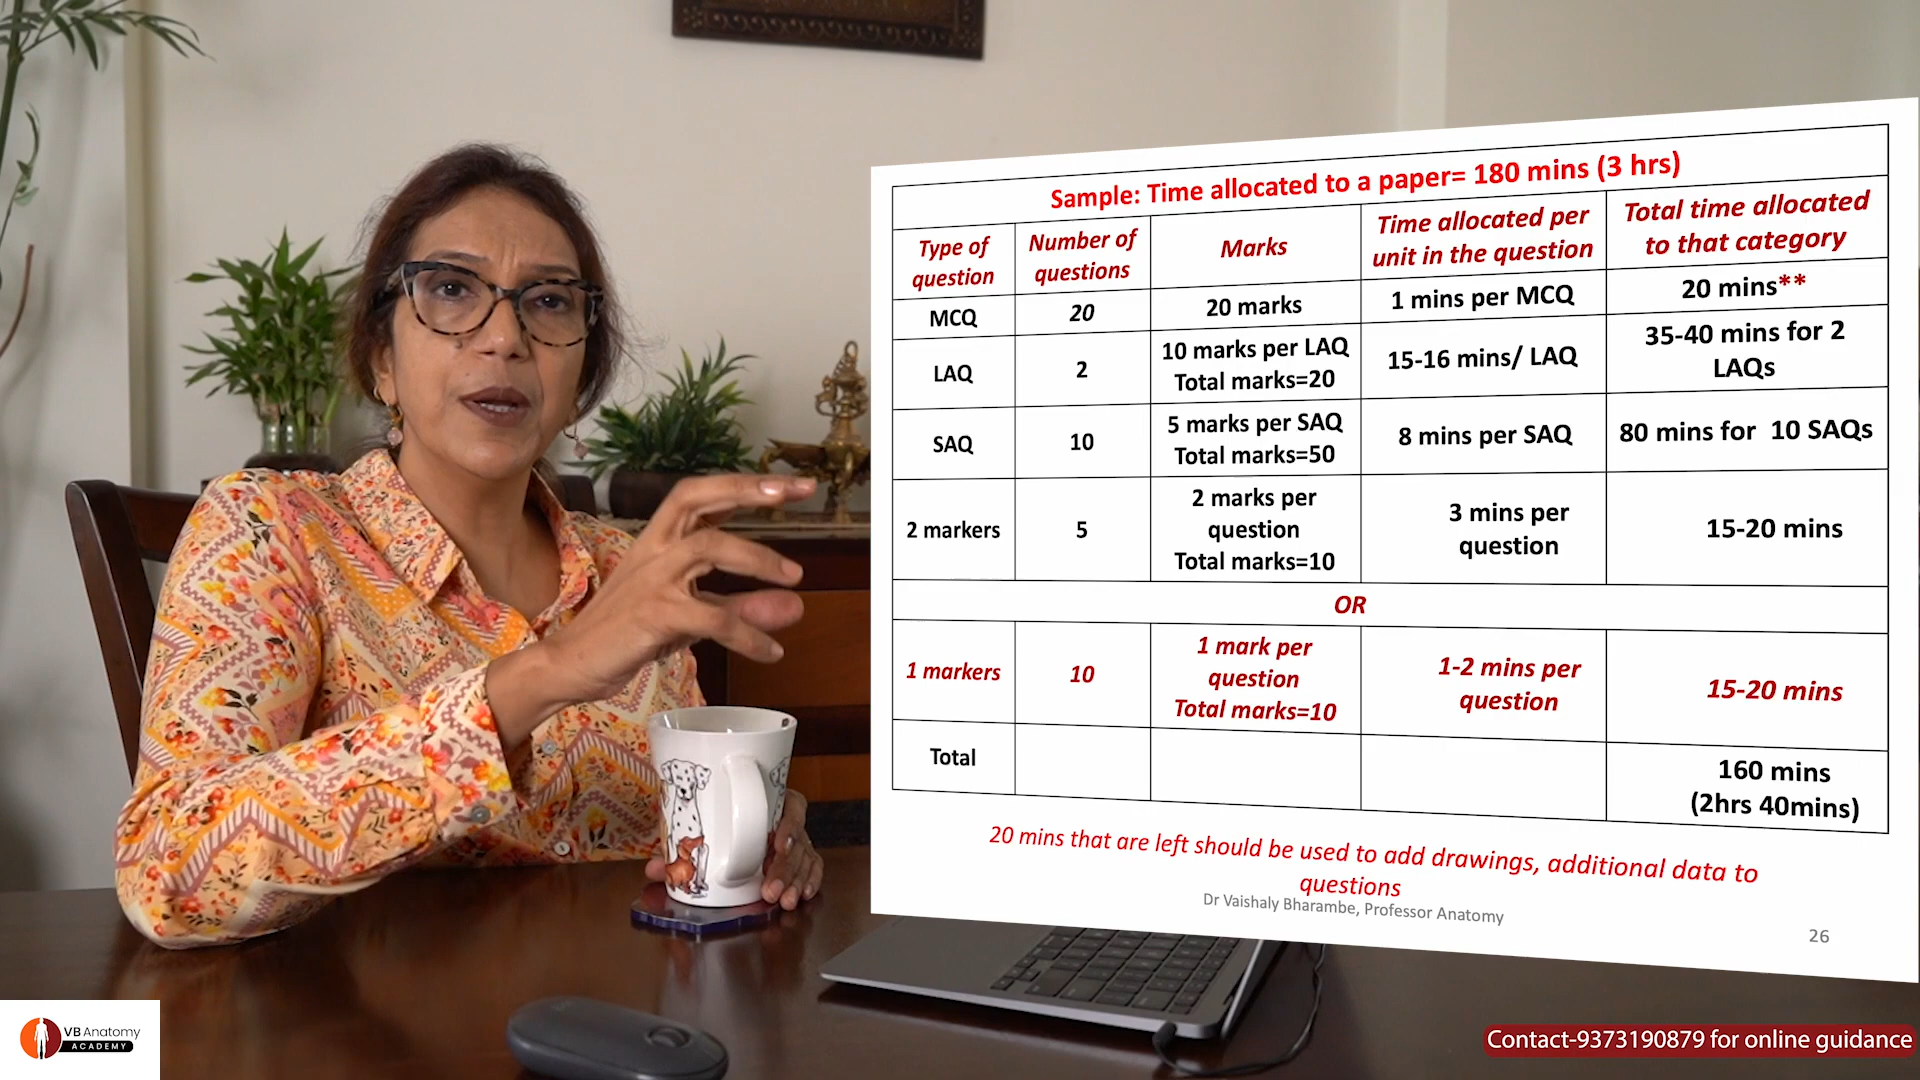 Sample: Time allocated to a paper= 180 mins (3 hrs)
Type of question
Number of questions
Marks
Time allocated per unit in the question
Total time allocated to that category
MCQ
20
20 marks
1 mins per MCQ
20 mins**
LAQ
2
10 marks per LAQ
Total marks=20
15-16 mins/ LAQ
35-40 mins for 2
LAQs
SAQ
10
5 marks per SAQ
Total marks=50
8 mins per SAQ
80 mins for 10 SAQs
2 markers
5
2 marks per
question
Total marks=10
3 mins per
question
15-20 mins
OR
1 markers
10
1 mark per
question
Total marks=10
1-2 mins per
question
15-20 mins
Total
160 mins
(2hrs 40mins)
20 mins that are left should be used to add drawings, additional data to
questions
Dr Vaishaly Bharambe, Professor Anatomy
26
VB Anatomy
ACADEMY
Contact-9373190879 for online guidance